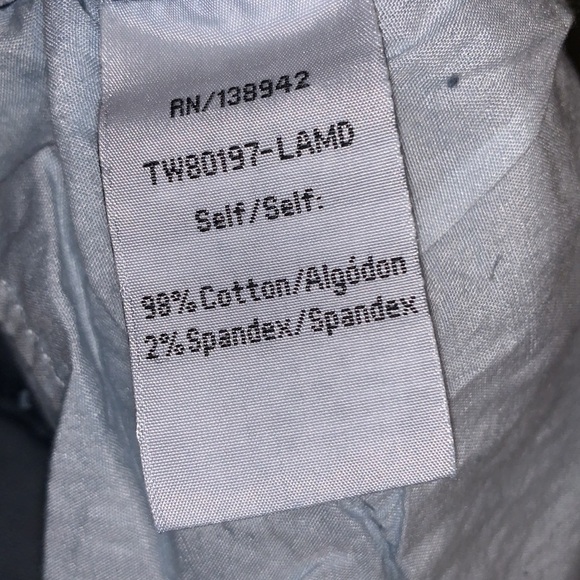 RN/138942
TW80197-LAMD
Self/Self:
98% Cotton/Algódon
2% Spandex/Spandex